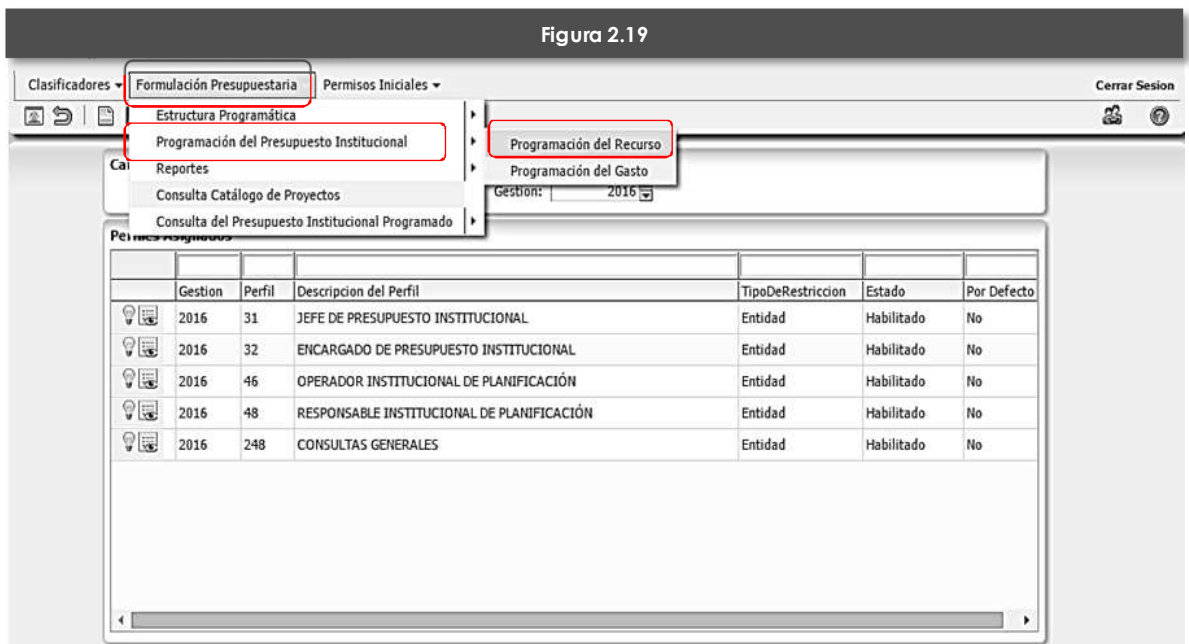 Figura 2.19
Clasificadores Formulación Presupuestaria Permisos Iniciales Cerrar Sesion
Estructura Programática
Programación del Presupuesto Institucional Programación del Recurso
Reportes Programación del Gasto
Consulta Catálogo de Proyectos Gestion: 2016
Consulta del Presupuesto Institucional Programado
Perfiles Asignados
Gestion Perfil Descripcion del Perfil TipoDeRestriccion Estado Por Defecto
2016 31 JEFE DE PRESUPUESTO INSTITUCIONAL Entidad Habilitado No
2016 32 ENCARGADO DE PRESUPUESTO INSTITUCIONAL Entidad Habilitado No
2016 46 OPERADOR INSTITUCIONAL DE PLANIFICACIÓN Entidad Habilitado No
2016 48 RESPONSABLE INSTITUCIONAL DE PLANIFICACIÓN Entidad Habilitado No
2016 248 CONSULTAS GENERALES Entidad Habilitado No